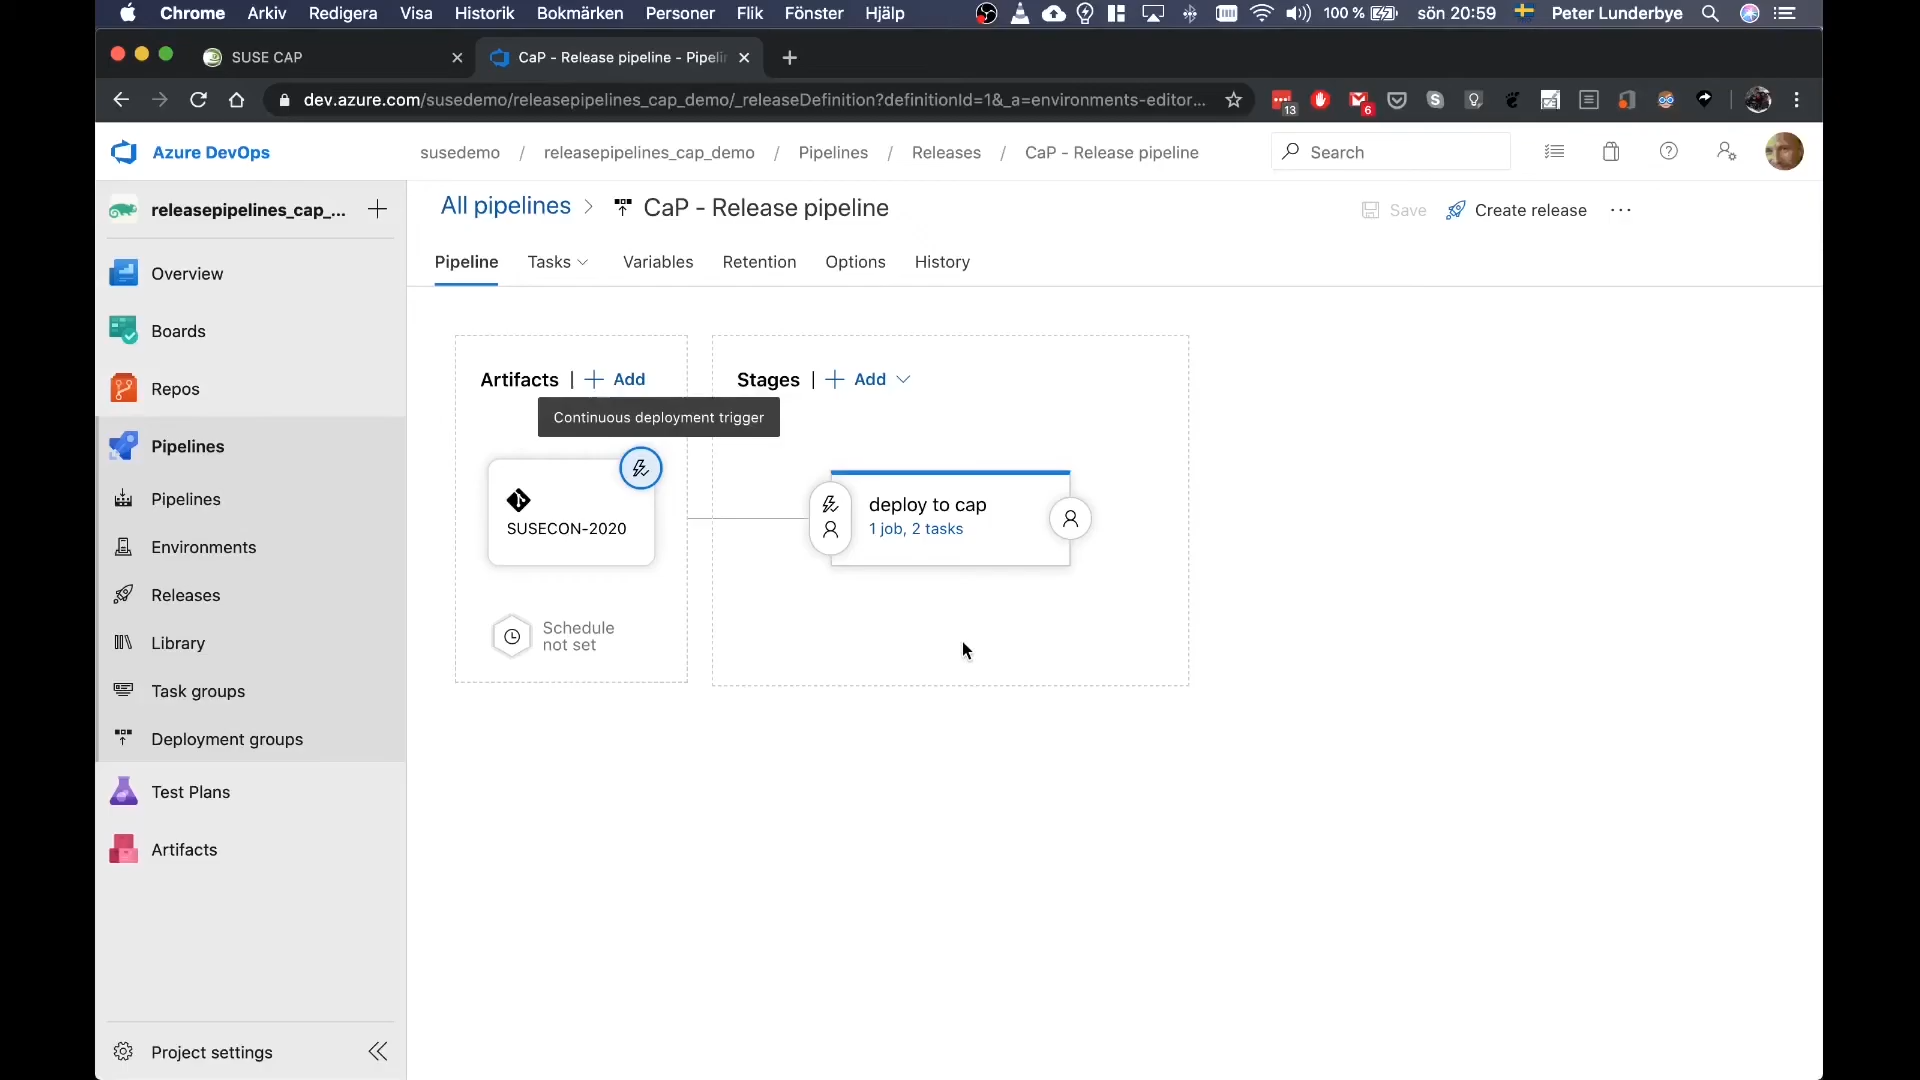 Chrome Arkiv Redigera Visa Historik Bokmärken Personer Flik Fönster Hjälp 100 % sön 20:59 Peter Lunderbye
SUSE CAP
CaP - Release pipeline - Pipeli
dev.azure.com/susedemo/releasepipelines_cap_demo/_releaseDefinition?definitionId=1&_a=environments-editor...
13
6
Azure DevOps
susedemo / releasepipelines_cap_demo / Pipelines / Releases / CaP - Release pipeline
Search
releasepipelines_cap_...
All pipelines > CaP - Release pipeline
Save
Create release
Pipeline Tasks Variables Retention Options History
Overview
Boards
Repos
Pipelines
Pipelines
Environments
Releases
Library
Task groups
Deployment groups
Test Plans
Artifacts
Project settings
Artifacts | + Add
Stages | + Add
Continuous deployment trigger
SUSECON-2020
Schedule
not set
deploy to cap
1 job, 2 tasks